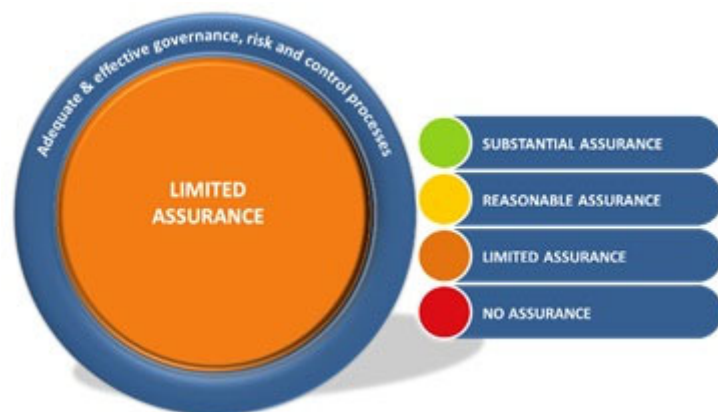 Adequate & effective governance, risk and control processes
LIMITED
ASSURANCE
SUBSTANTIAL ASSURANCE
REASONABLE ASSURANCE
LIMITED ASSURANCE
NO ASSURANCE